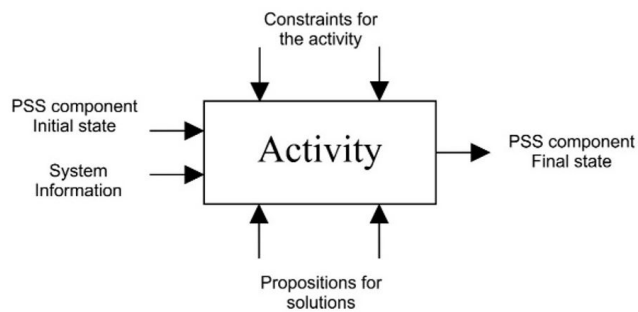 Constraints for
the activity
PSS component
Initial state
System
Information
Activity
PSS component
Final state
Propositions for
solutions